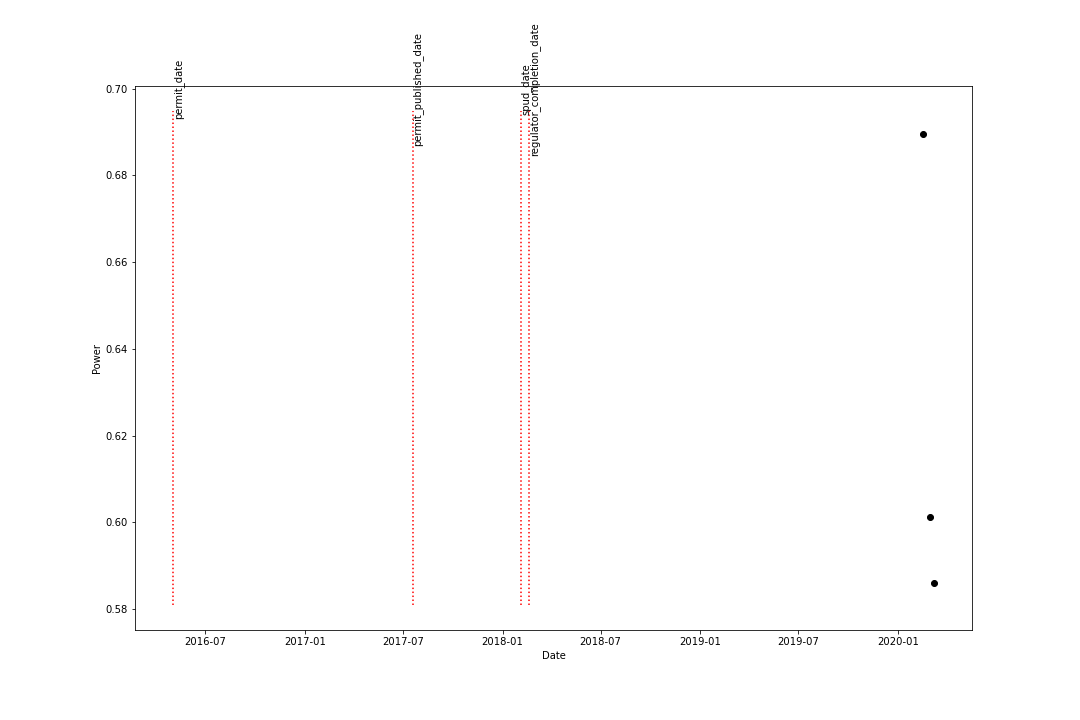 permit_date
permit_published_date
spud_date
regulator_completion_date
0.70
0.68
0.66
0.64
0.62
0.60
0.58
Power
2016-07
2017-01
2017-07
2018-01
2018-07
2019-01
2019-07
2020-01
Date